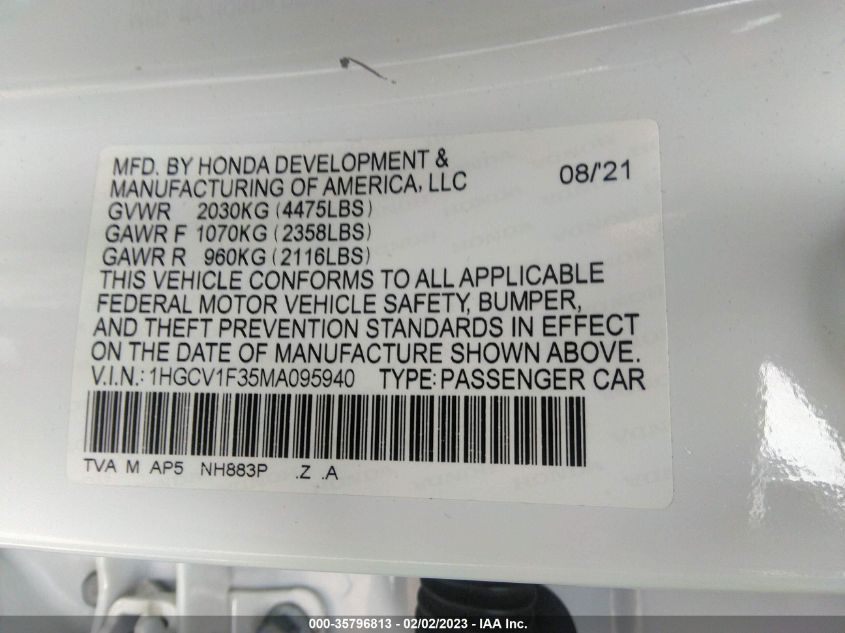 MFD. BY HONDA DEVELOPMENT &
MANUFACTURING OF AMERICA, LLC 08/'21
GVWR 2030KG (4475LBS)
GAWR F 1070KG (2358LBS)
GAWR R 960KG (2116LBS)
THIS VEHICLE CONFORMS TO ALL APPLICABLE
FEDERAL MOTOR VEHICLE SAFETY, BUMPER,
AND THEFT PREVENTION STANDARDS IN EFFECT
ON THE DATE OF MANUFACTURE SHOWN ABOVE.
V.I.N.: 1HGCV1F35MA095940 TYPE: PASSENGER CAR
TVA M AP5 NH883P .Z .A
000-35796813 - 02/02/2023 - IAA Inc.